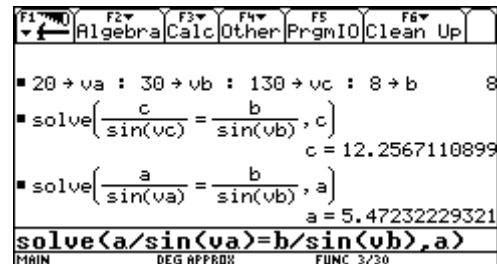 F1 F2 F3 F4 F5 F6
Algebra Calc Other PrgmIO Clean Up
▪ 20 → va : 30 → vb : 130 → vc : 8 → b 8
▪ solve(c/sin(vc) = b/sin(vb), c)
c = 12.2567110899
▪ solve(a/sin(va) = b/sin(vb), a)
a = 5.47232229321
solve(a/sin(va)=b/sin(vb),a)
MAIN DEG APPROX FUNC 3/30